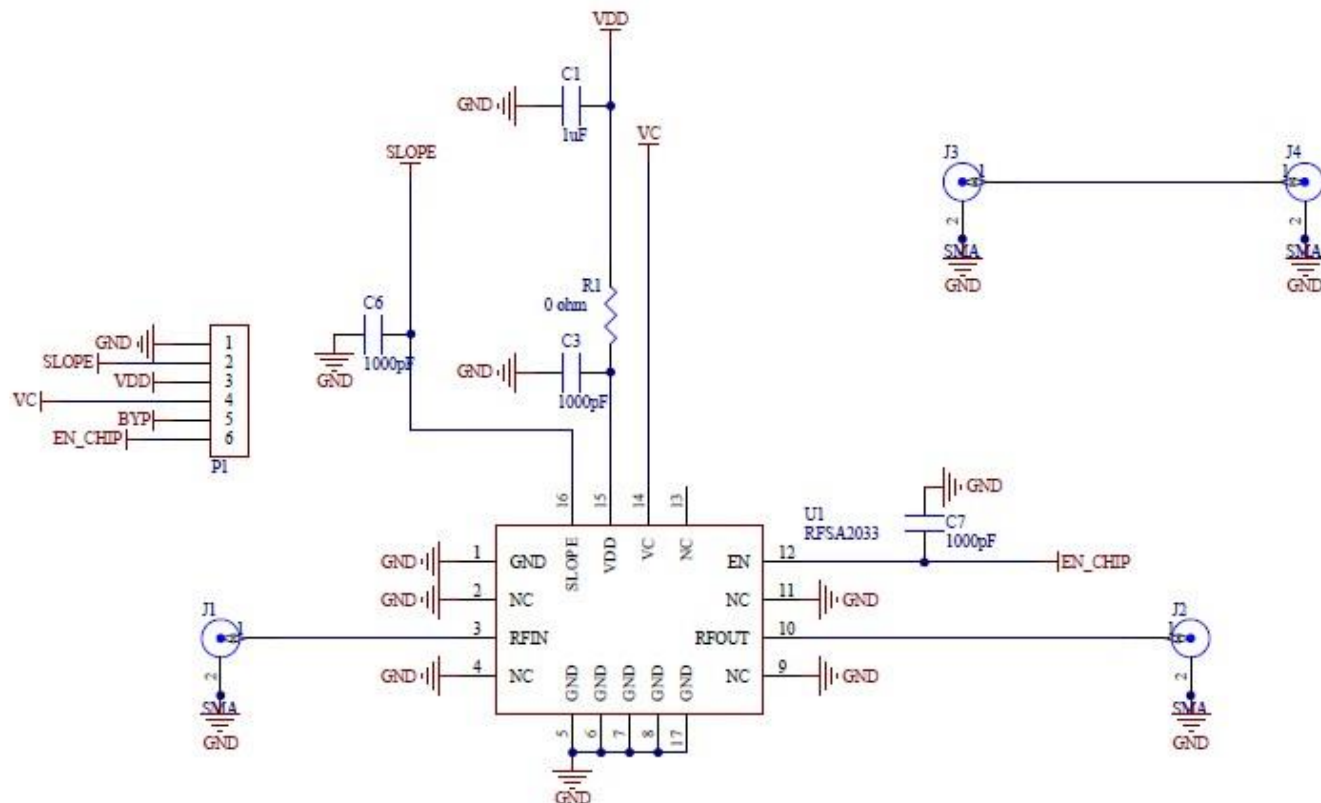 VDD
C1
GND
1uF
VC
SLOPE
J3
1
1
J4
2
SMA
GND
2
SMA
GND
R1
0 ohm
C6
1000pF
GND
C3
GND
1000pF
GND 1
SLOPE 2
VDD 3
VC 4
BYP 5
EN_CHIP 6
P1
16 15 14 13
SLOPE VDD VC NC
U1
RFSA2033
GND
C7
1000pF
GND 1 GND
EN 12 EN_CHIP
GND 2 NC
NC 11 GND
J1
1
3 RFIN
RFOUT 10
1
J2
GND 4 NC
NC 9 GND
GND GND GND GND GND
5 6 7 8 17
GND
2
SMA
GND
2
SMA
GND